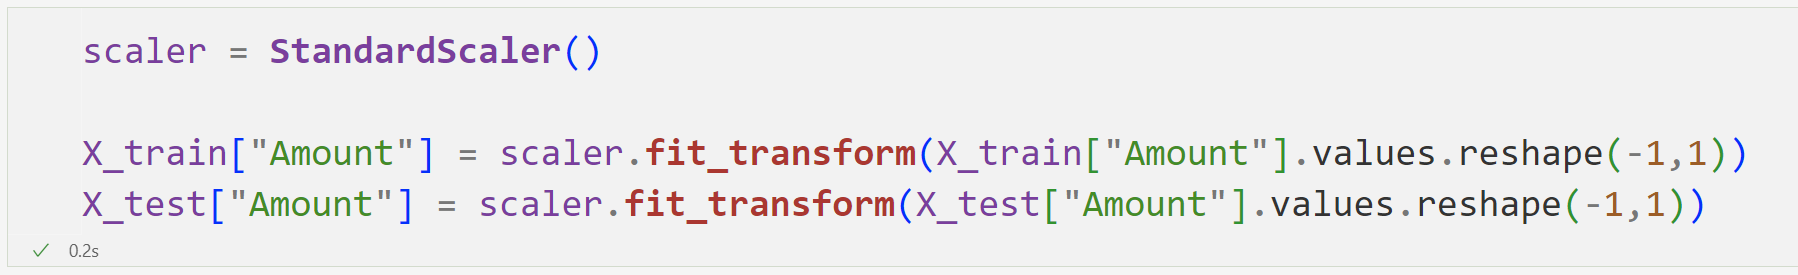 scaler = StandardScaler()
X_train["Amount"] = scaler.fit_transform(X_train["Amount"].values.reshape(-1,1))
X_test["Amount"] = scaler.fit_transform(X_test["Amount"].values.reshape(-1,1))
✓ 0.2s